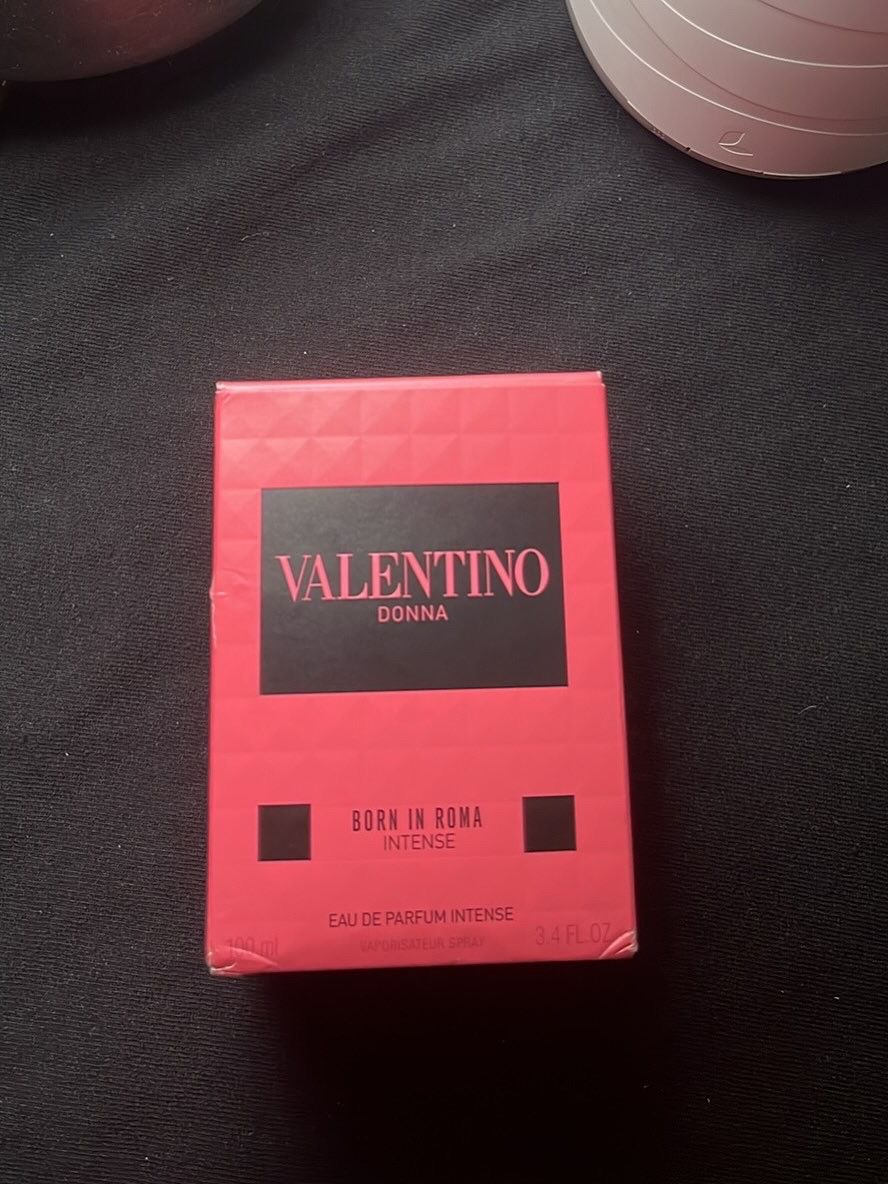 VALENTINO
DONNA
BORN IN ROMA
INTENSE
EAU DE PARFUM INTENSE
100 ml VAPORISATEUR SPRAY 3.4 FL.OZ